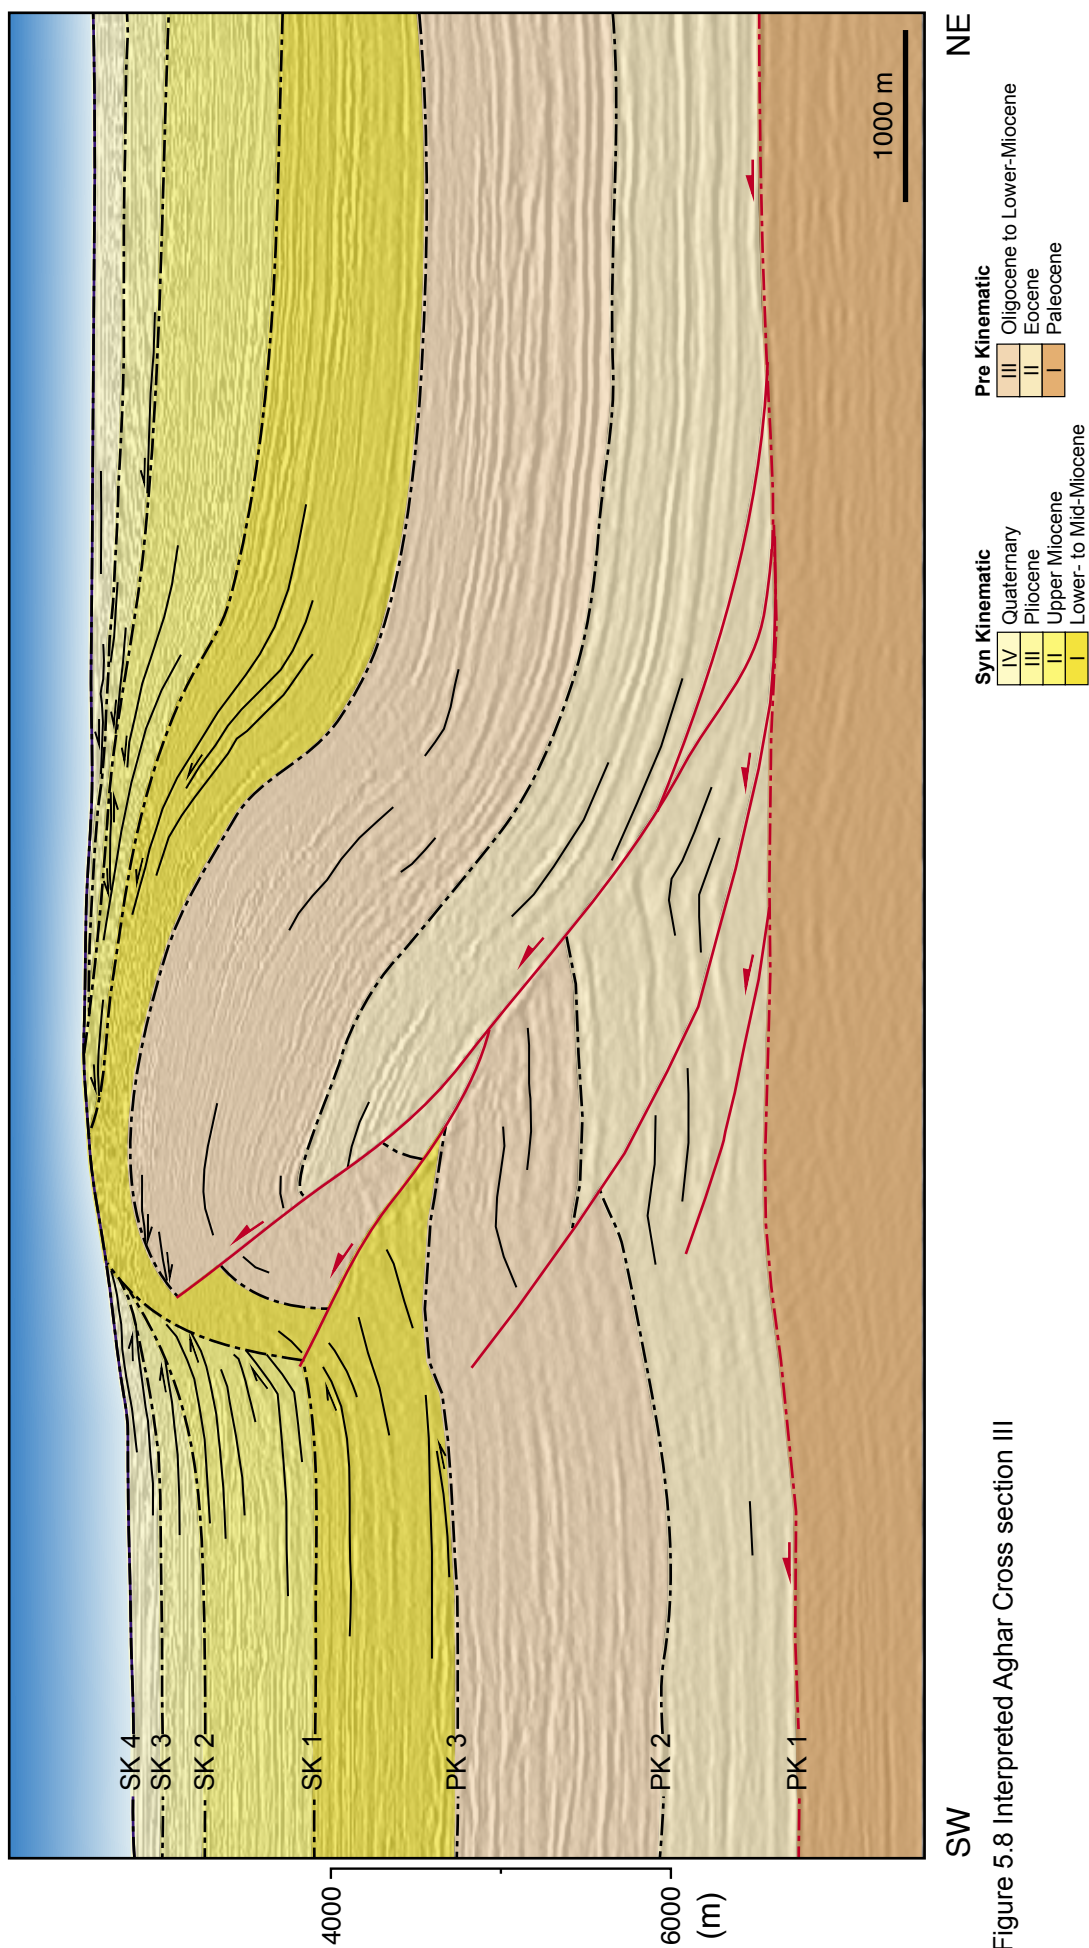 SK 4
SK 3
SK 2
SK 1
PK 3
PK 2
PK 1
4000
6000
(m)
SW
NE
1000 m
Syn Kinematic
IV Quaternary
III Pliocene
II Upper Miocene
I Lower- to Mid-Miocene
Pre Kinematic
III Oligocene to Lower-Miocene
II Eocene
I Paleocene
Figure 5.8 Interpreted Aghar Cross section III